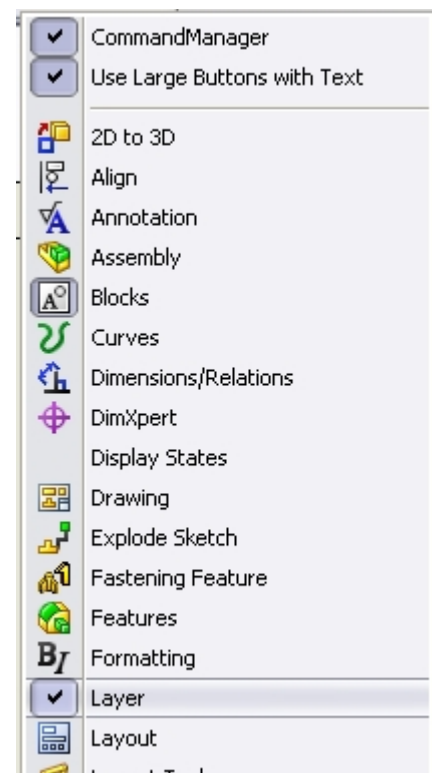 CommandManager
Use Large Buttons with Text
2D to 3D
Align
Annotation
Assembly
Blocks
Curves
Dimensions/Relations
DimXpert
Display States
Drawing
Explode Sketch
Fastening Feature
Features
Formatting
Layer
Layout